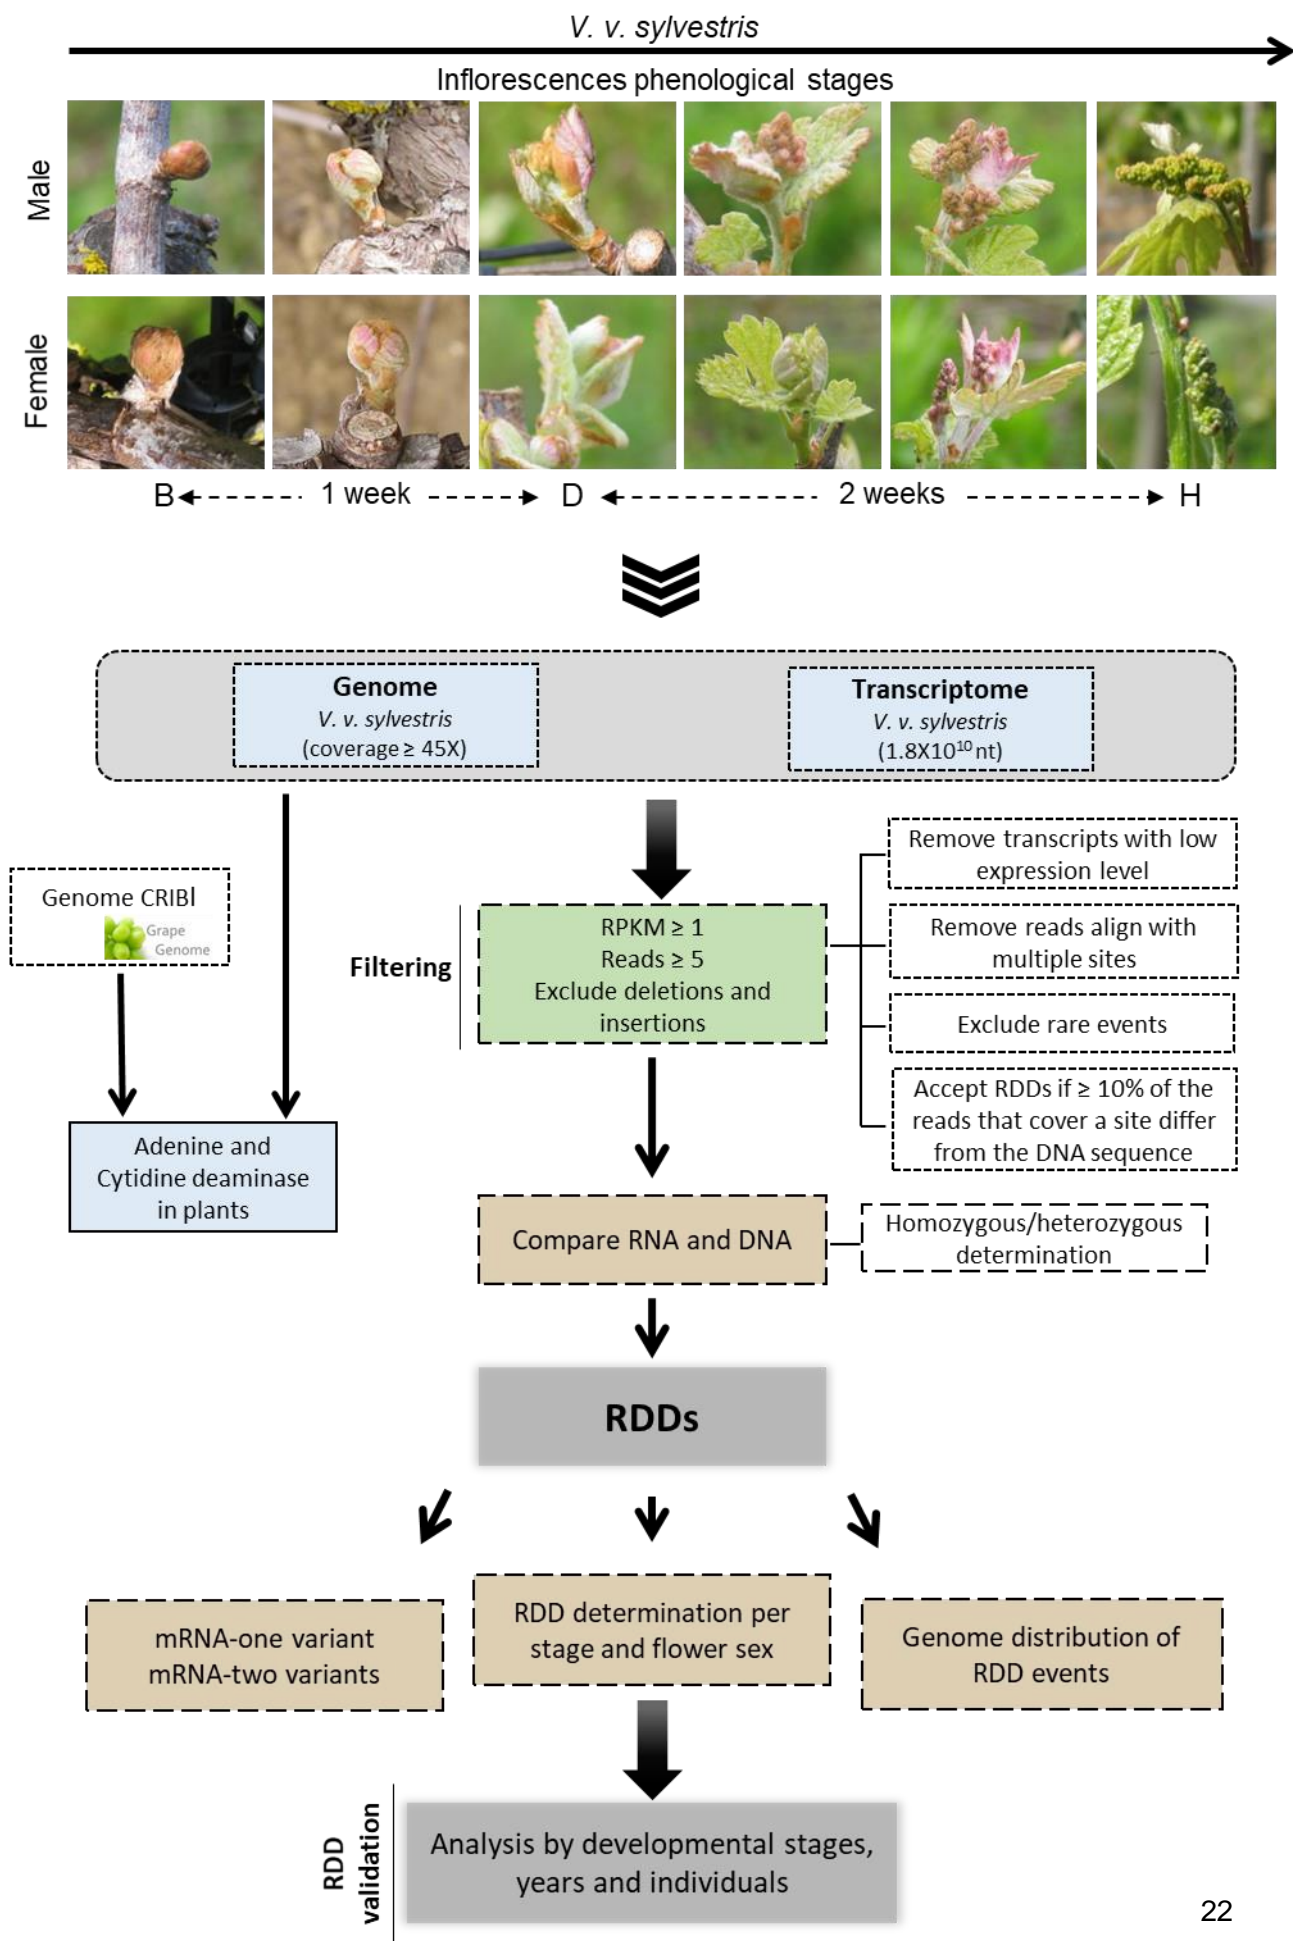 V. v. sylvestris
Inflorescences phenological stages
Male
Female
B 1 week D 2 weeks H
Genome
V. v. sylvestris
(coverage ≥ 45X)
Transcriptome
V. v. sylvestris
(1.8X10¹⁰ nt)
Genome CRIBI
Grape
Genome
Adenine and
Cytidine deaminase
in plants
Filtering
RPKM ≥ 1
Reads ≥ 5
Exclude deletions and
insertions
Remove transcripts with low
expression level
Remove reads align with
multiple sites
Exclude rare events
Accept RDDs if ≥ 10% of the
reads that cover a site differ
from the DNA sequence
Compare RNA and DNA
Homozygous/heterozygous
determination
RDDs
mRNA-one variant
mRNA-two variants
RDD determination per
stage and flower sex
Genome distribution of
RDD events
RDD
validation
Analysis by developmental stages,
years and individuals
22